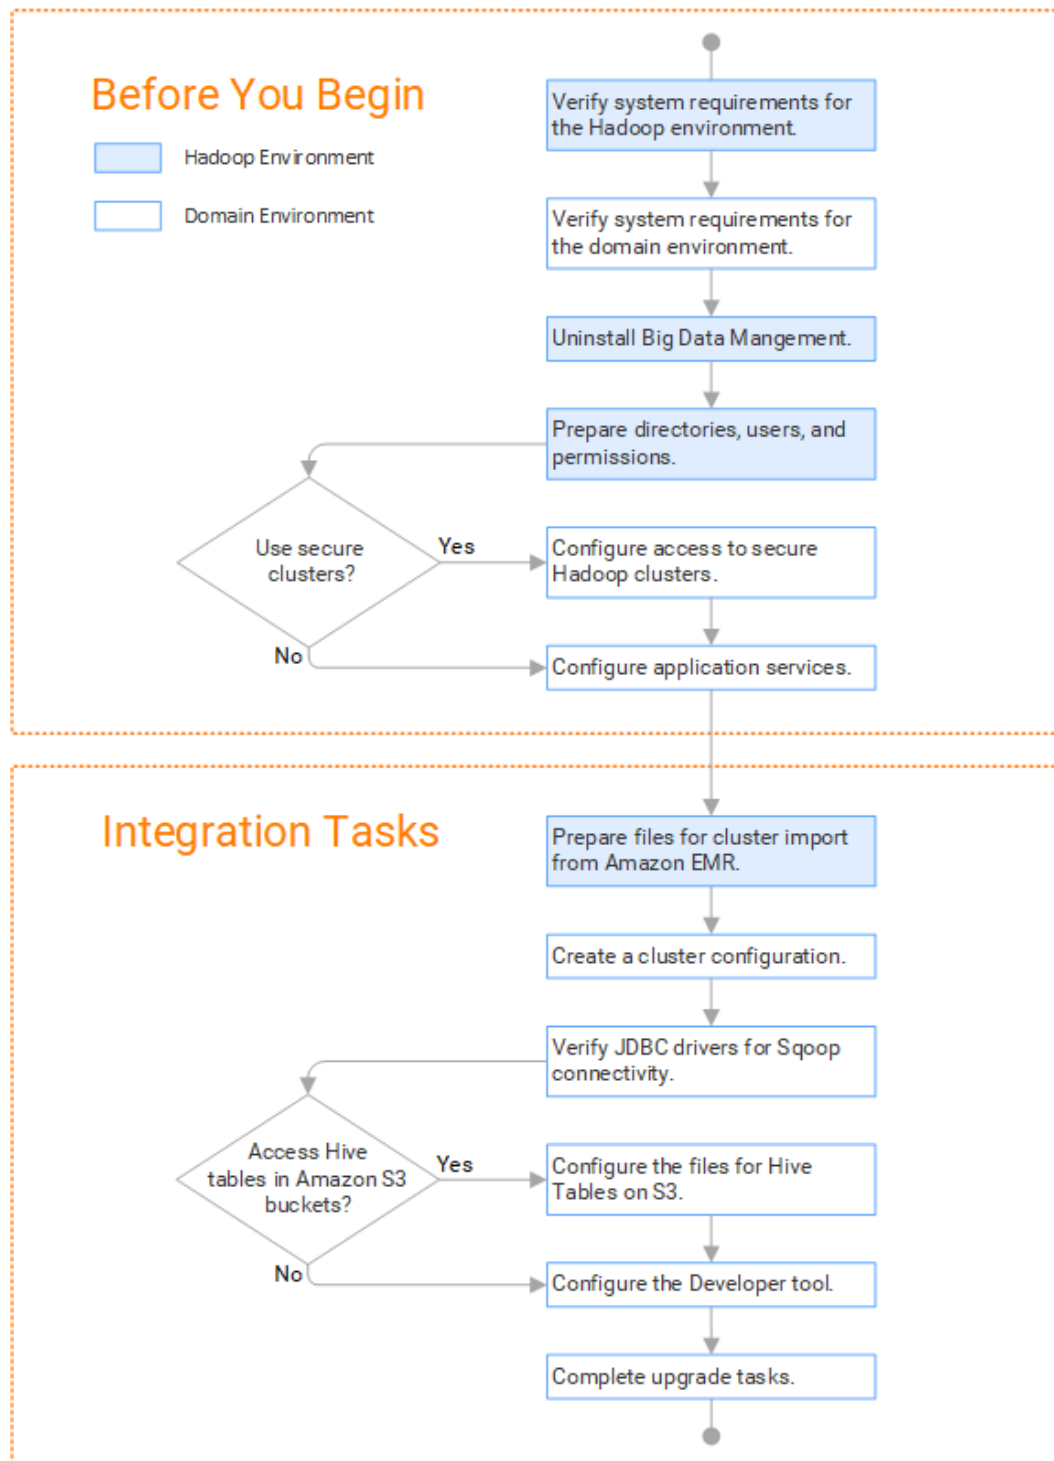 Before You Begin
Hadoop Environment
Domain Environment
Verify system requirements for
the Hadoop environment.
Verify system requirements for
the domain environment.
Uninstall Big Data Mangement.
Prepare directories, users, and
permissions.
Use secure
clusters?
Yes
Configure access to secure
Hadoop clusters.
No
Configure application services.
Integration Tasks
Prepare files for cluster import
from Amazon EMR.
Create a cluster configuration.
Verify JDBC drivers for Sqoop
connectivity.
Access Hive
tables in Amazon S3
buckets?
Yes
Configure the files for Hive
Tables on S3.
No
Configure the Developer tool.
Complete upgrade tasks.